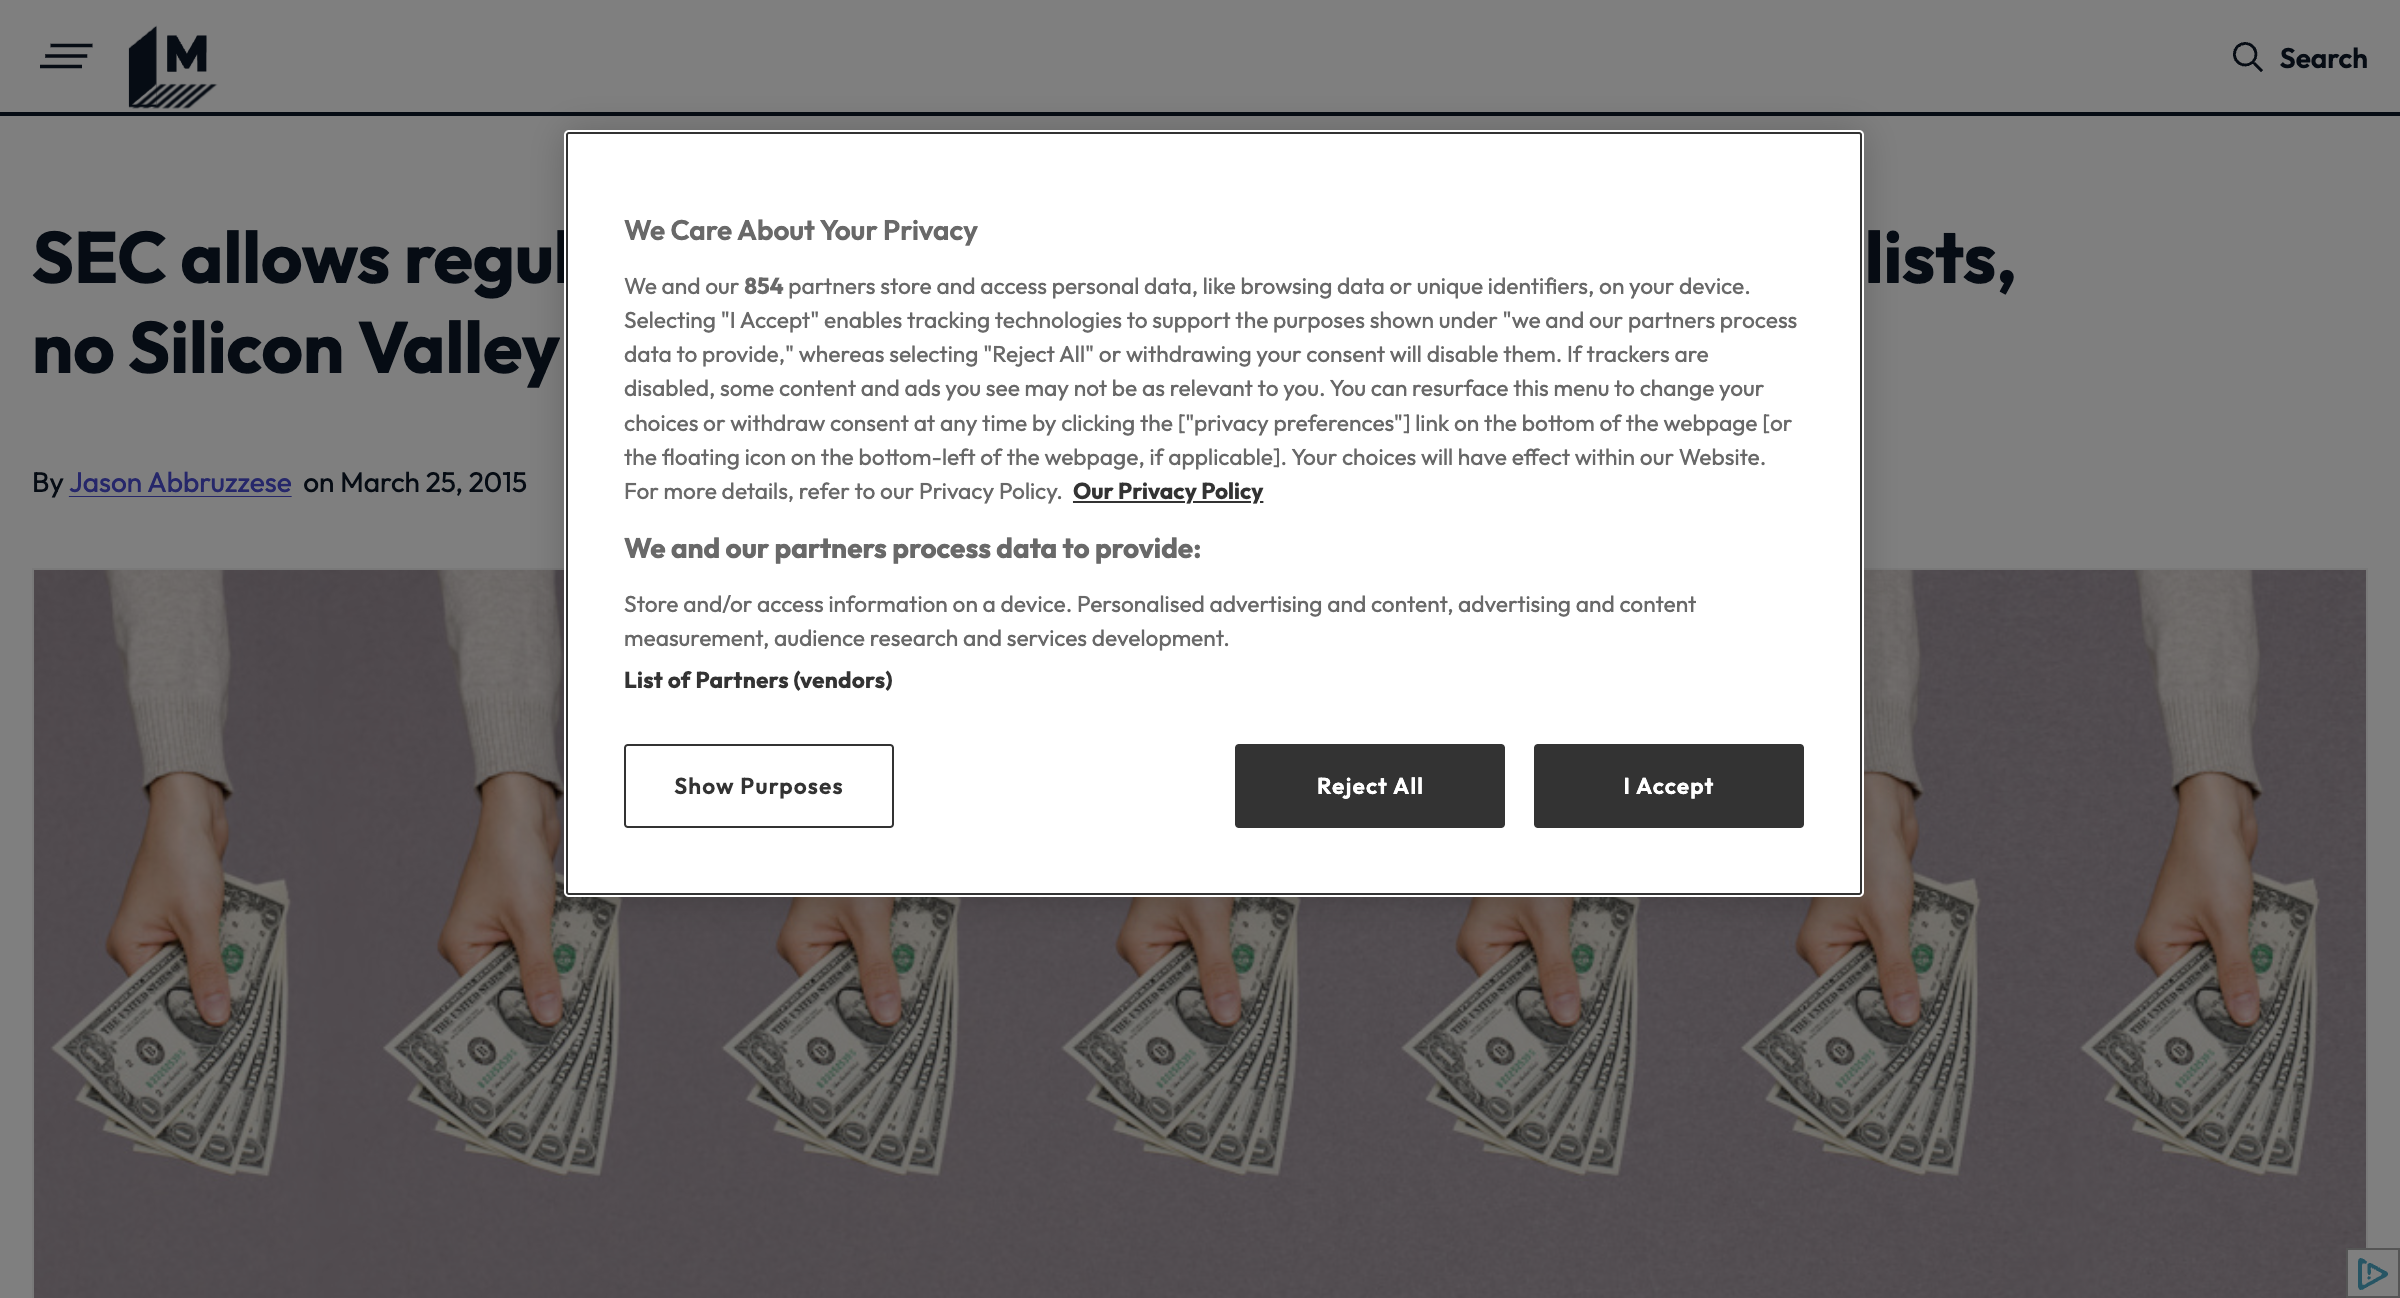 M
Search
SEC allows regul
lists,
no Silicon Valley
By Jason Abbruzzese on March 25, 2015
We Care About Your Privacy
We and our 854 partners store and access personal data, like browsing data or unique identifiers, on your device.
Selecting "I Accept" enables tracking technologies to support the purposes shown under "we and our partners process
data to provide," whereas selecting "Reject All" or withdrawing your consent will disable them. If trackers are
disabled, some content and ads you see may not be as relevant to you. You can resurface this menu to change your
choices or withdraw consent at any time by clicking the ["privacy preferences"] link on the bottom of the webpage [or
the floating icon on the bottom-left of the webpage, if applicable]. Your choices will have effect within our Website.
For more details, refer to our Privacy Policy. Our Privacy Policy
We and our partners process data to provide:
Store and/or access information on a device. Personalised advertising and content, advertising and content
measurement, audience research and services development.
List of Partners (vendors)
Show Purposes
Reject All
I Accept